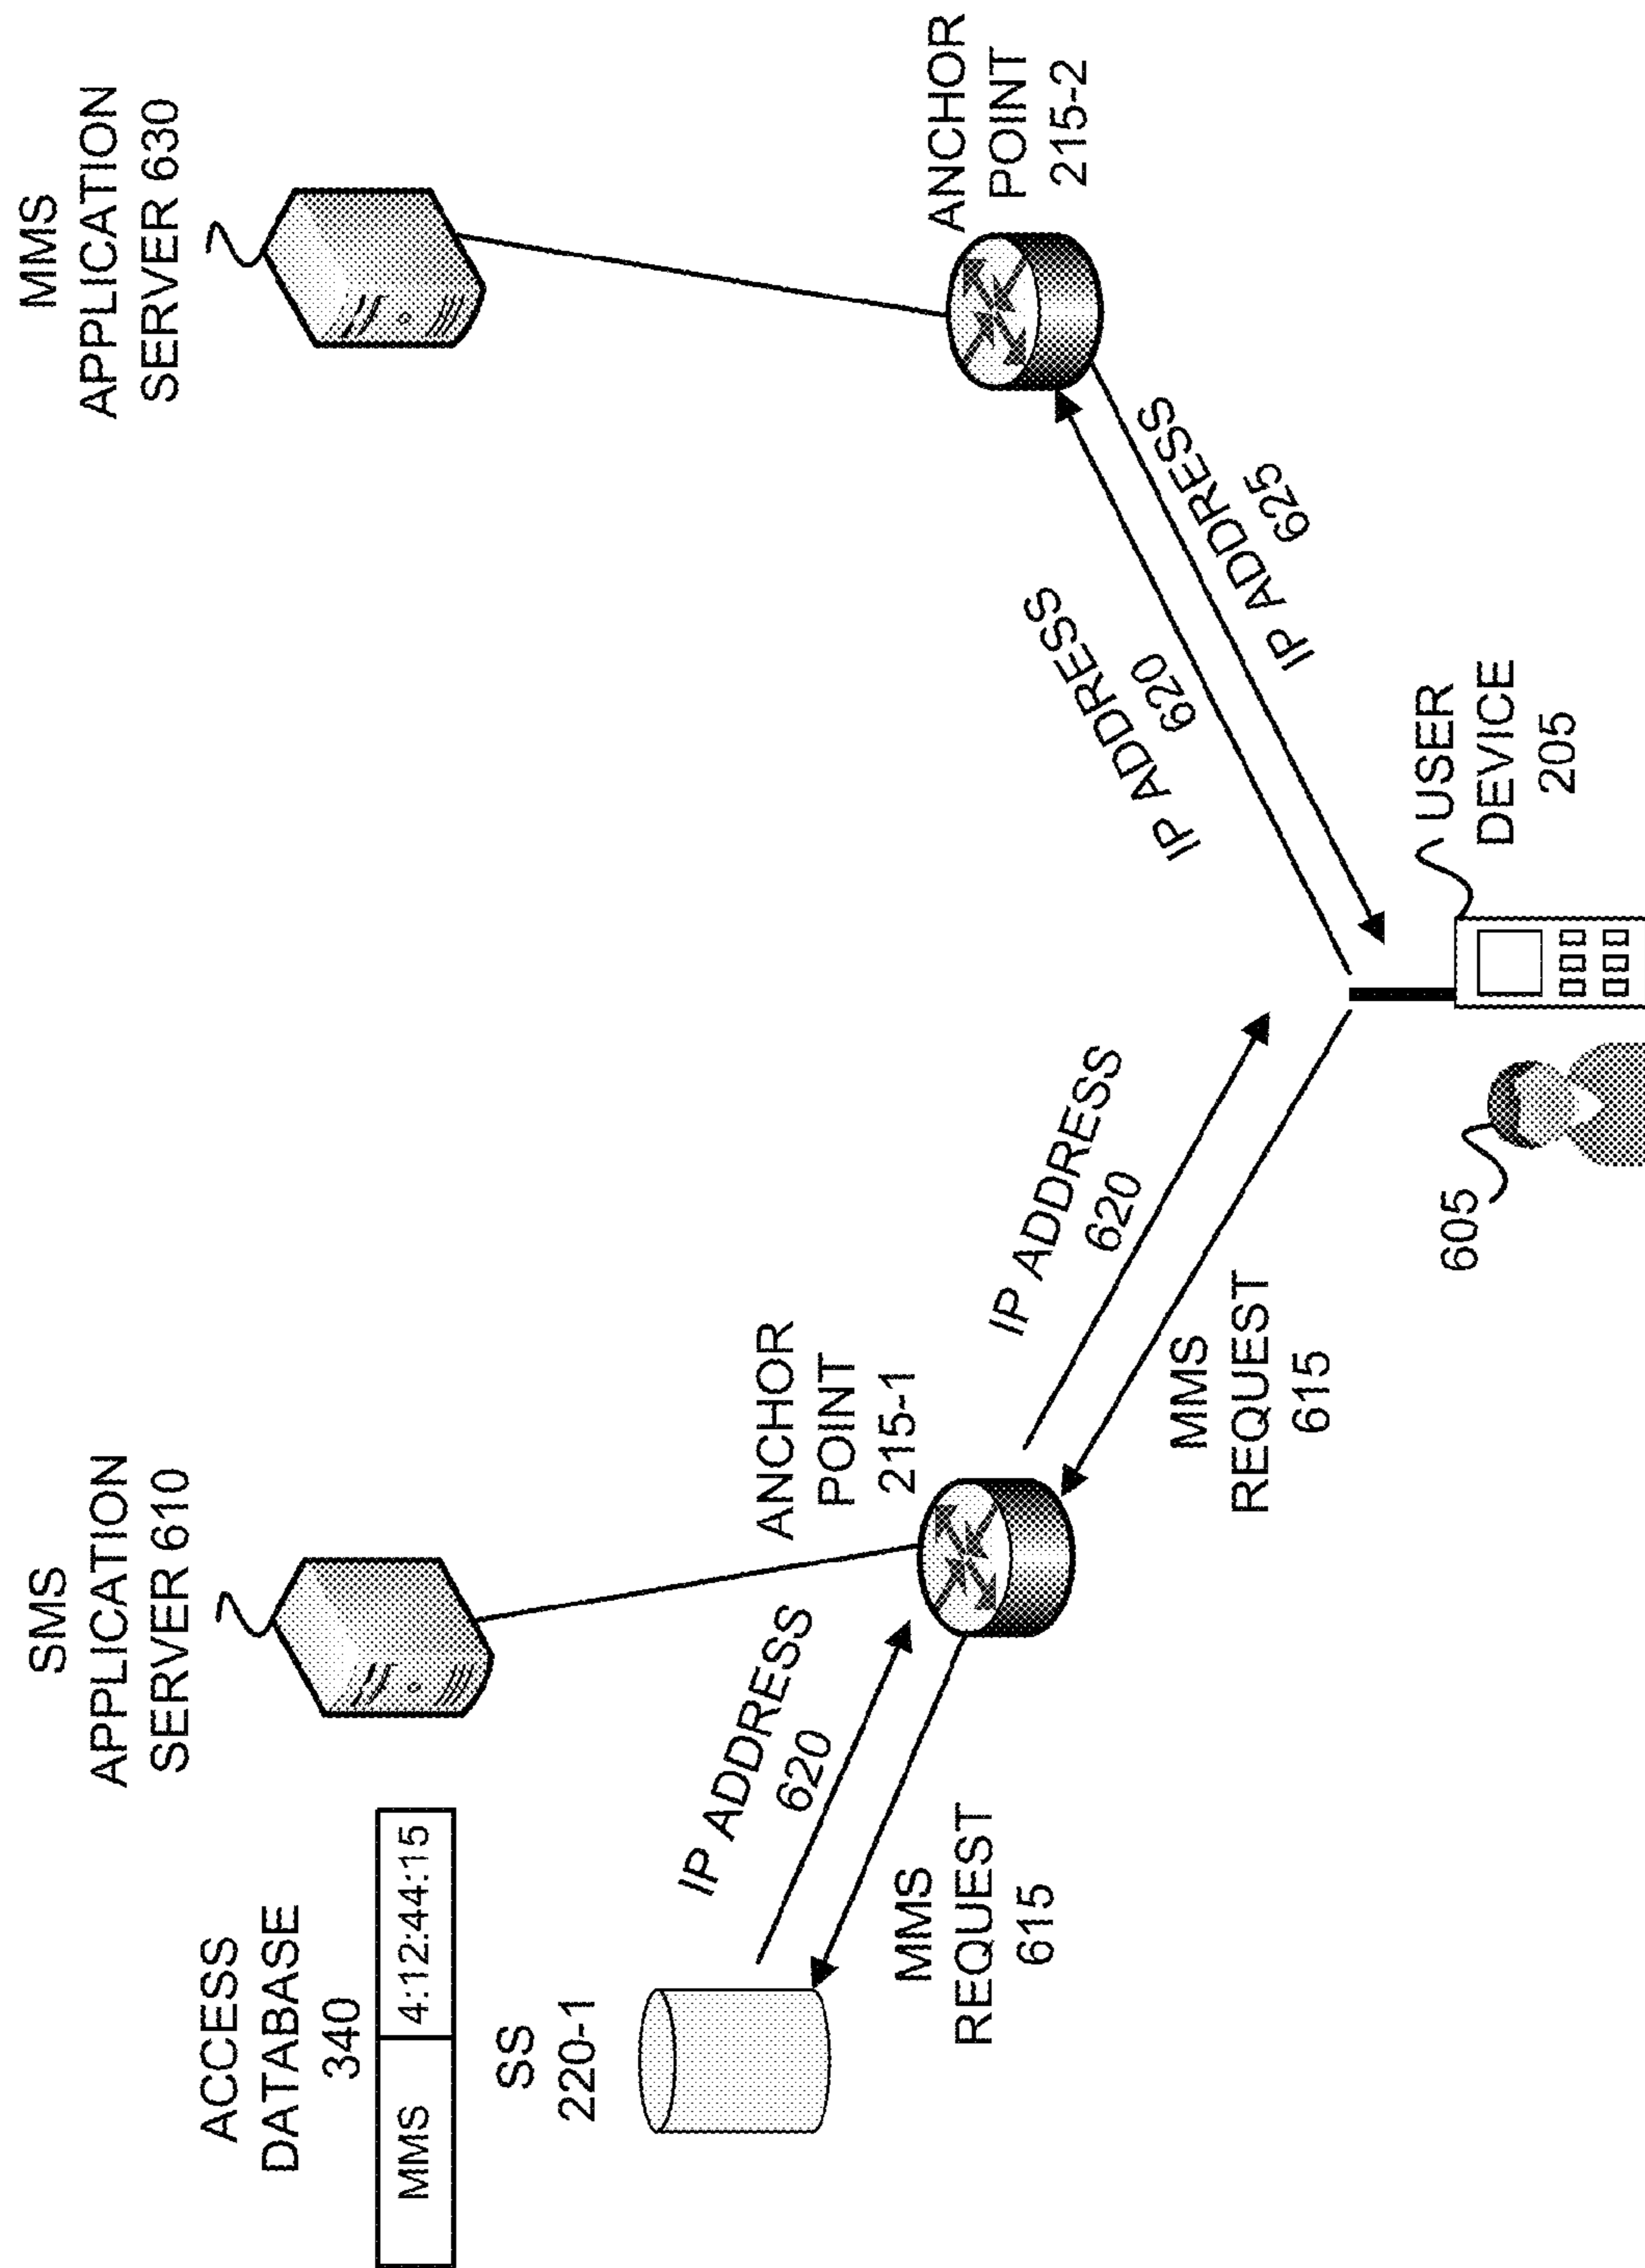 ACCESS
DATABASE
340
MMS 4:12:44:15
SS
220-1
SMS
APPLICATION
SERVER 610
MMS
APPLICATION
SERVER 630
ANCHOR
POINT
215-1
ANCHOR
POINT
215-2
IP ADDRESS
620
MMS
REQUEST
615
IP ADDRESS
620
MMS
REQUEST
615
IP ADDRESS
620
IP ADDRESS
625
605
USER
DEVICE
205